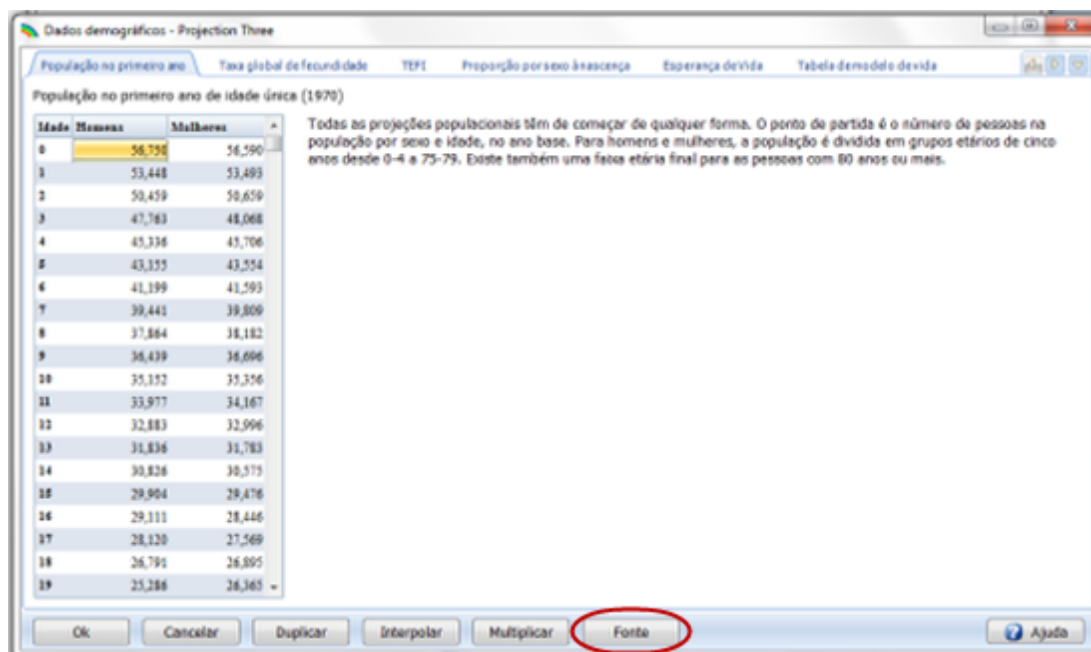 Dados demográficos - Projection Three
População no primeiro ano Taxa global de fecundidade TEFI Proporção por sexo à nascença Esperança de Vida Tabela de modelo de vida
População no primeiro ano de idade única (1970)
Idade Homens Mulheres
0 56,750 56,590
1 53,448 53,493
2 50,459 50,659
3 47,763 48,068
4 45,336 45,706
5 43,155 43,554
6 41,199 41,593
7 39,441 39,809
8 37,864 38,182
9 36,439 36,696
10 35,152 35,356
11 33,977 34,167
12 32,883 32,996
13 31,836 31,783
14 30,826 30,575
15 29,904 29,476
16 29,111 28,446
17 28,120 27,569
18 26,791 26,895
19 25,286 26,365
Todas as projeções populacionais têm de começar de qualquer forma. O ponto de partida é o número de pessoas na
população por sexo e idade, no ano base. Para homens e mulheres, a população é dividida em grupos etários de cinco
anos desde 0-4 a 75-79. Existe também uma faixa etária final para as pessoas com 80 anos ou mais.
Ok Cancelar Duplicar Interpolar Multiplicar Fonte Ajuda